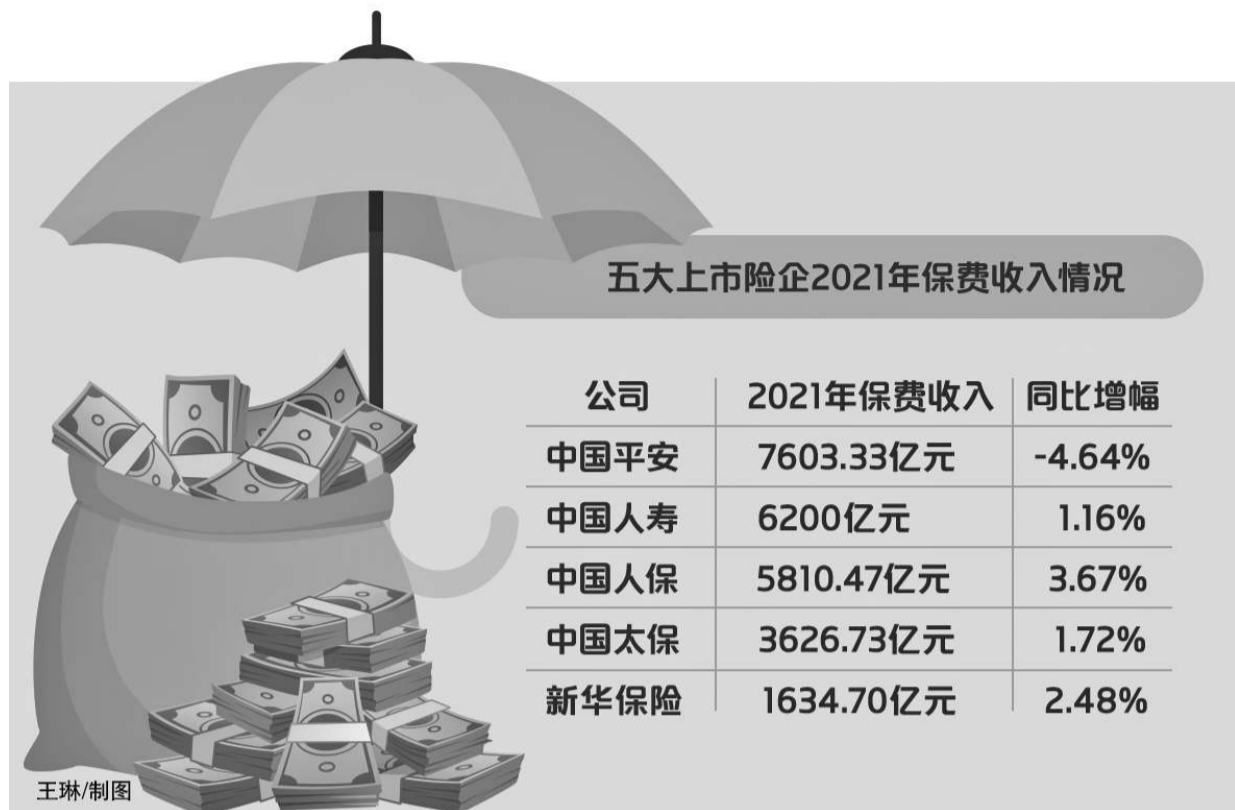 五大上市险企2021年保费收入情况
公司 2021年保费收入 同比增幅
中国平安 7603.33亿元 -4.64%
中国人寿 6200亿元 1.16%
中国人保 5810.47亿元 3.67%
中国太保 3626.73亿元 1.72%
新华保险 1634.70亿元 2.48%
王琳/制图